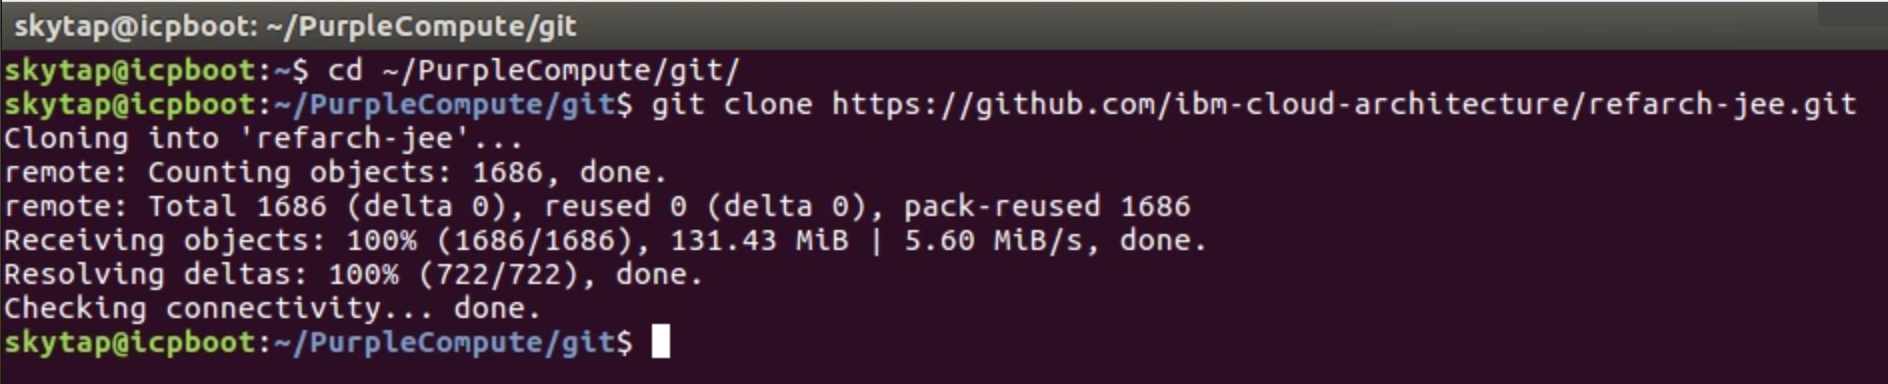 skytap@icpboot: ~/PurpleCompute/git
skytap@icpboot:~$ cd ~/PurpleCompute/git/
skytap@icpboot:~/PurpleCompute/git$ git clone https://github.com/ibm-cloud-architecture/refarch-jee.git
Cloning into 'refarch-jee'...
remote: Counting objects: 1686, done.
remote: Total 1686 (delta 0), reused 0 (delta 0), pack-reused 1686
Receiving objects: 100% (1686/1686), 131.43 MiB | 5.60 MiB/s, done.
Resolving deltas: 100% (722/722), done.
Checking connectivity... done.
skytap@icpboot:~/PurpleCompute/git$